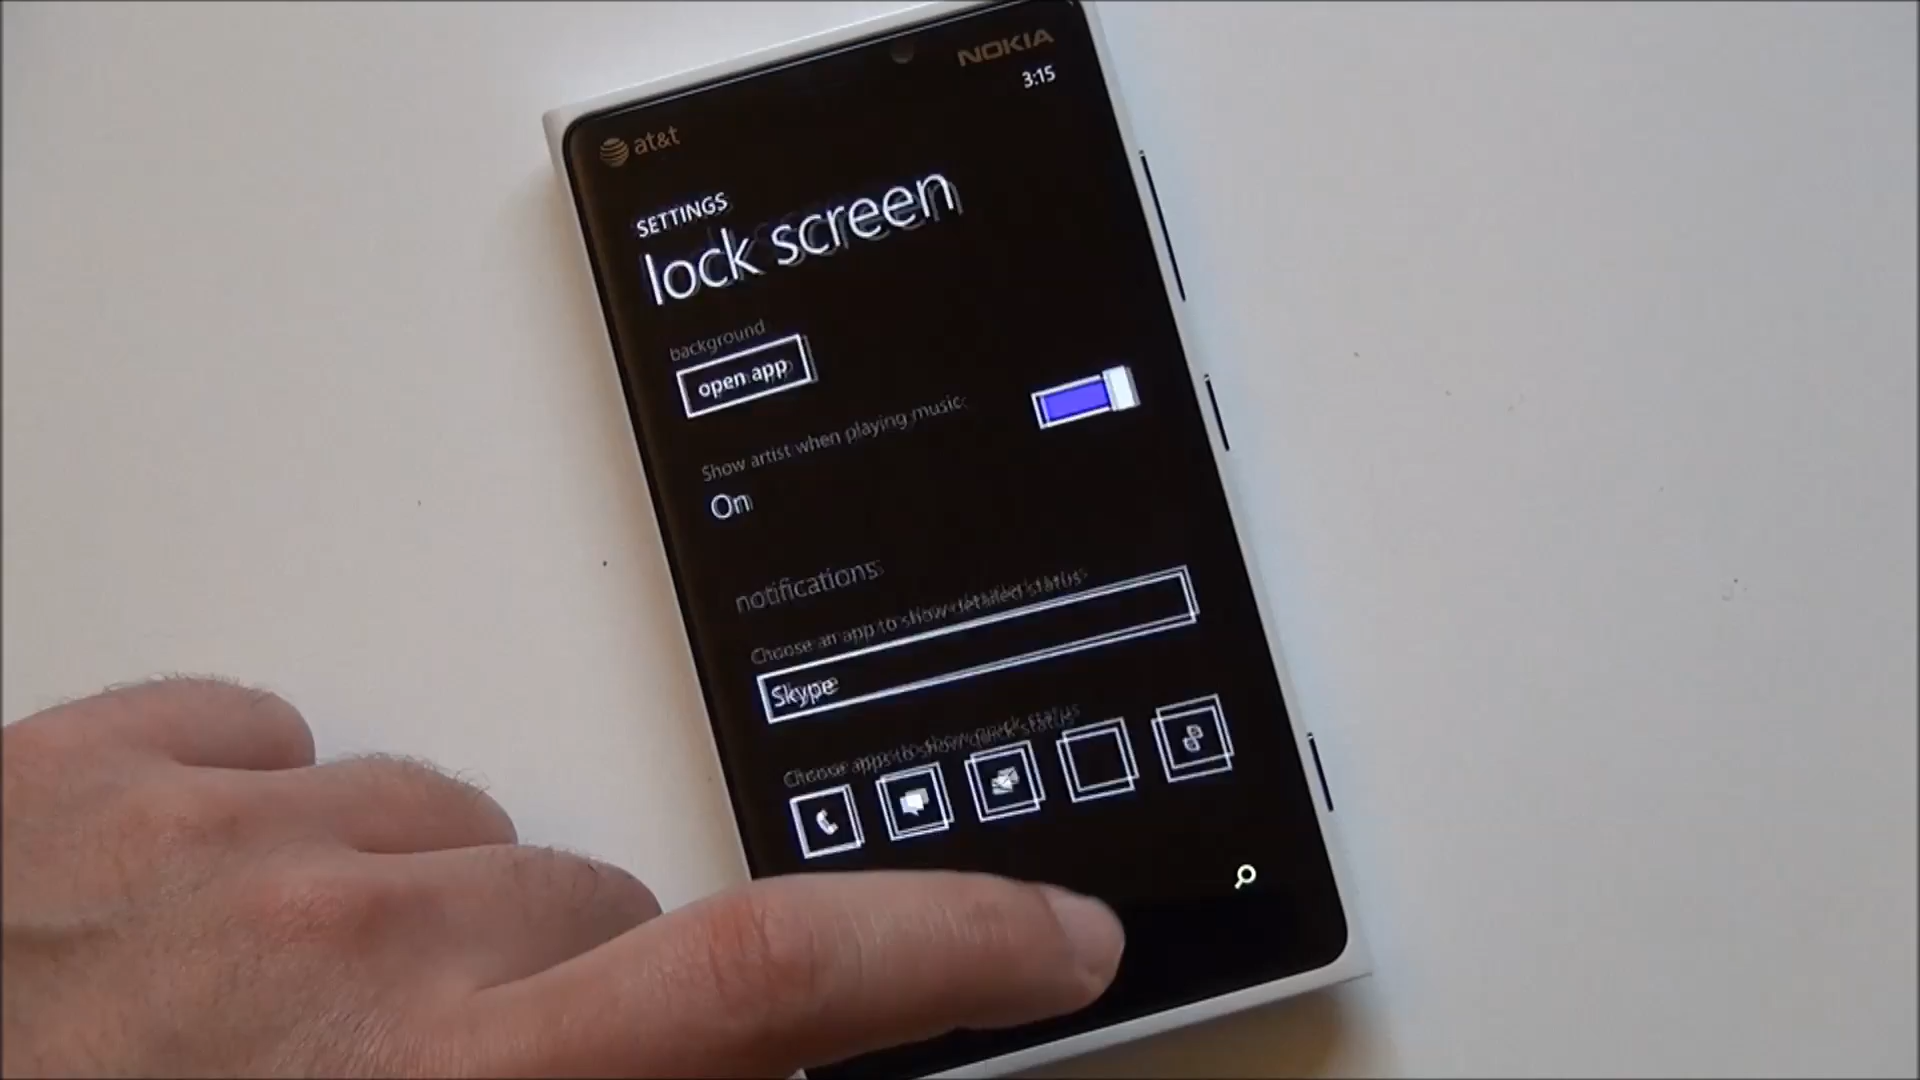 NOKIA
3:15
at&t
SETTINGS
lock screen
background
open app
Show artist when playing music
On
notifications
Choose an app to show detailed status
Skype
Choose apps to show quick status